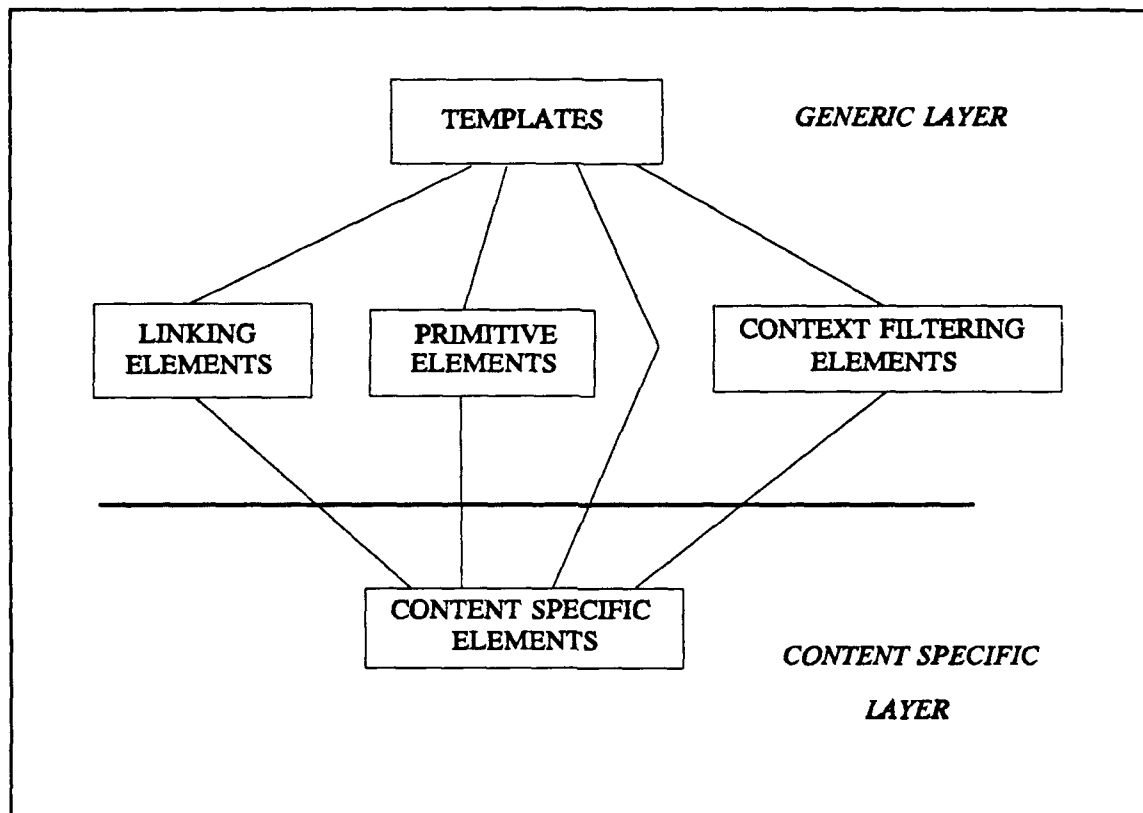 TEMPLATES
GENERIC LAYER
LINKING
ELEMENTS
PRIMITIVE
ELEMENTS
CONTEXT FILTERING
ELEMENTS
CONTENT SPECIFIC
ELEMENTS
CONTENT SPECIFIC
LAYER